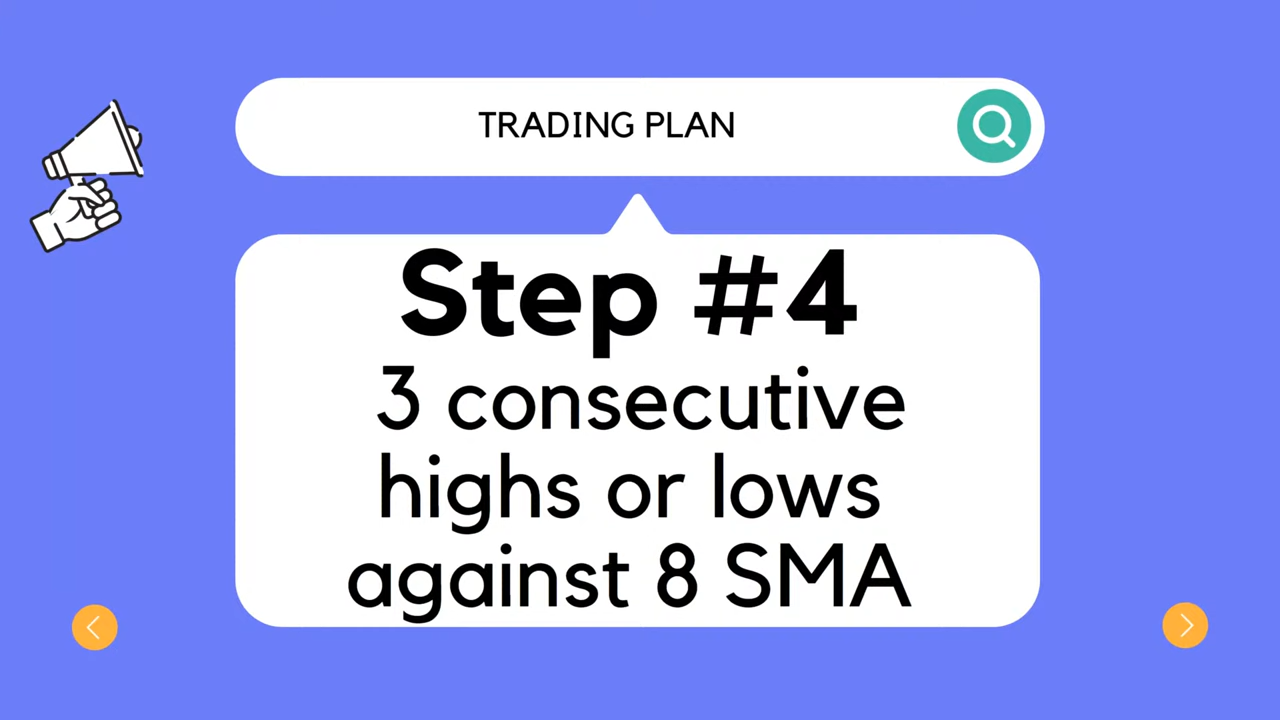 TRADING PLAN
Step #4
3 consecutive
highs or lows
against 8 SMA